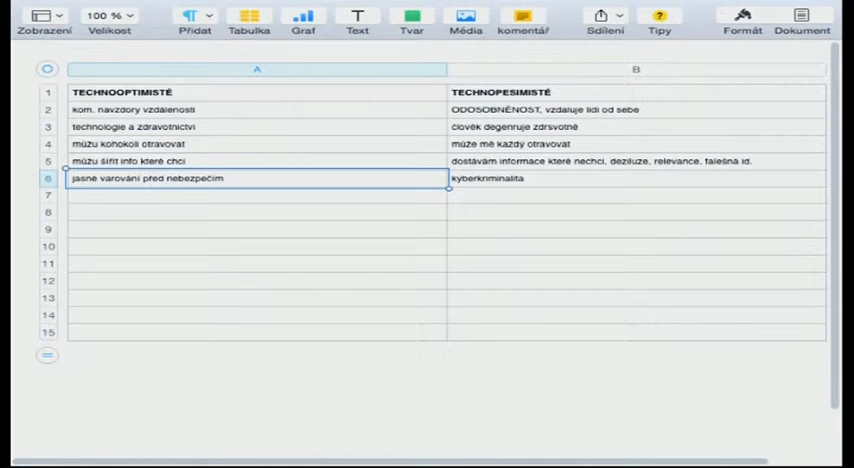 100 %
Zobrazení Velikost Přidat Tabulka Graf Text Tvar Média komentář Sdílení Tipy Formát Dokument
A B
1 TECHNOOPTIMISTÉ TECHNOPESIMISTÉ
2 kom. navzdory vzdálenosti ODOSOBNĚNOST, vzdaluje lidi od sebe
3 technologie a zdravotnictví člověk degenruje zdrsvotně
4 můžu kohokoli otravovat může mě každý otravovat
5 můžu šířit info které chci dostávám informace které nechci, deziluze, relevance, falešná id.
6 jasné varování před nebezpečím kyberkriminalita
7
8
9
10
11
12
13
14
15